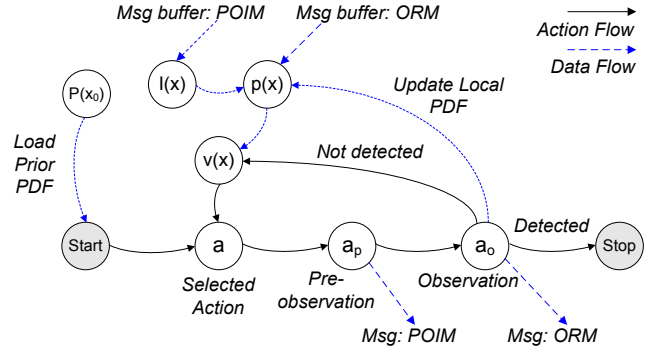 Msg buffer: POIM
Msg buffer: ORM
Action Flow
Data Flow
P(x₀)
I(x)
p(x)
Update Local
PDF
Load
Prior
PDF
v(x)
Not detected
Start
a
aₚ
aₒ
Detected
Stop
Selected
Action
Pre-
observation
Observation
Msg: POIM
Msg: ORM